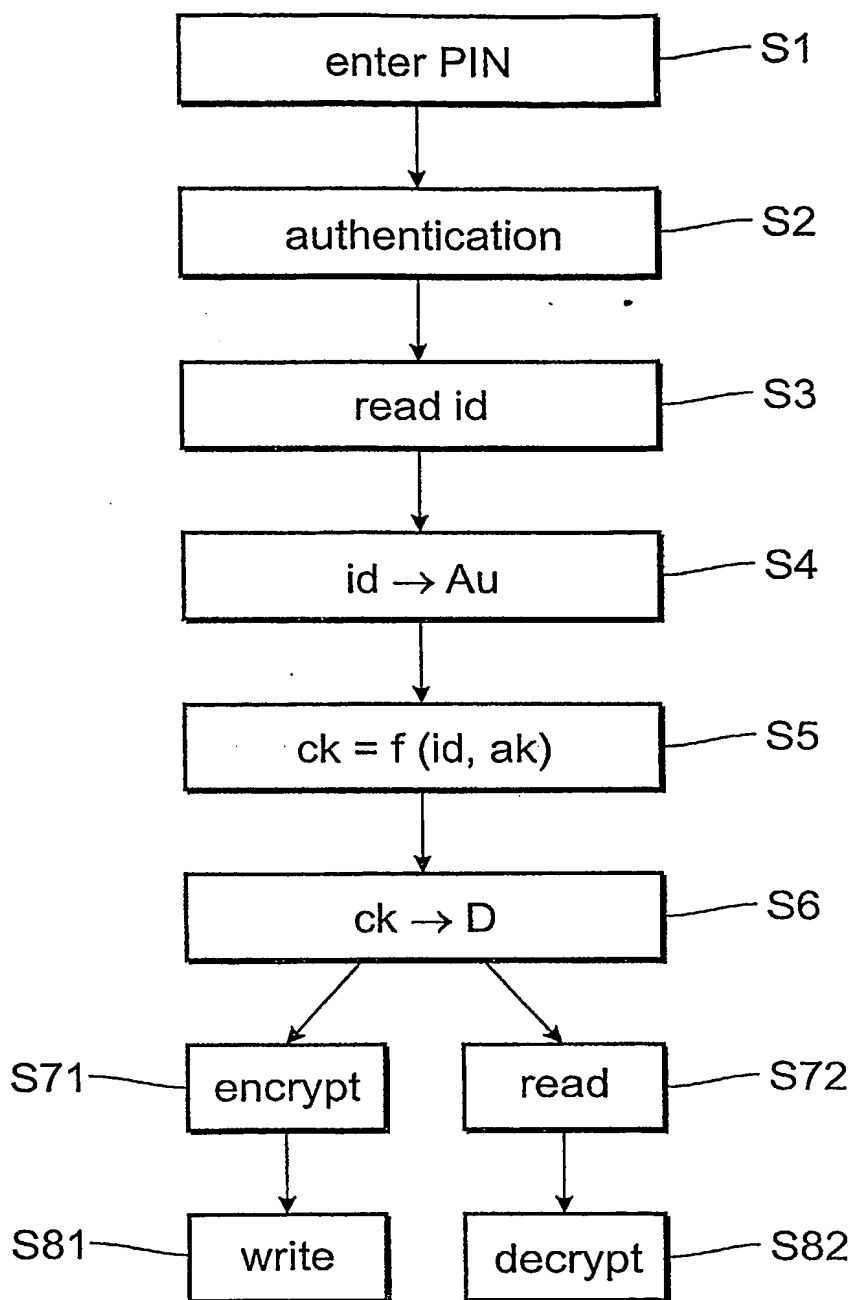 enter PIN S1
authentication S2
read id S3
id → Au S4
ck = f (id, ak) S5
ck → D S6
S71 encrypt read S72
S81 write decrypt S82